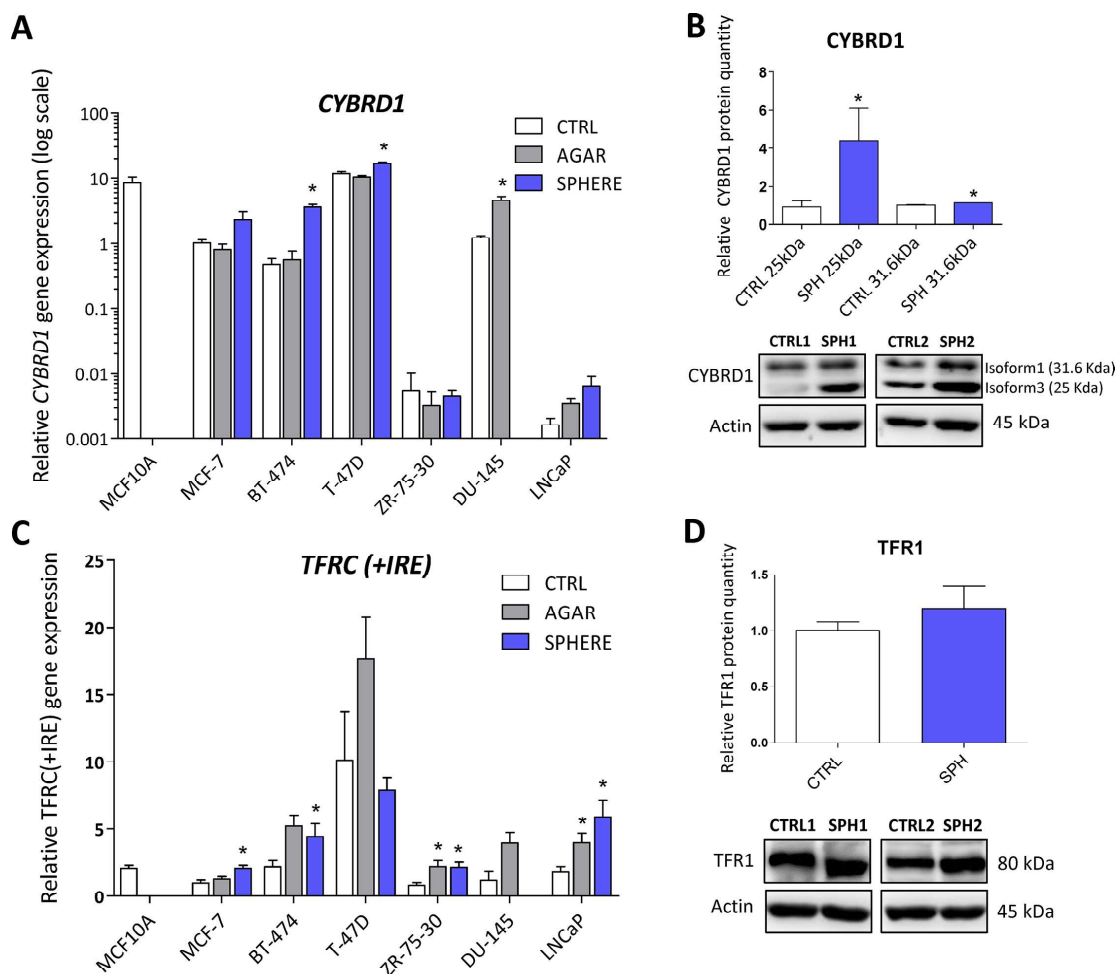 A
CYBRD1
Relative CYBRD1 gene expression (log scale)
100
10
1
0.1
0.01
0.001
CTRL
AGAR
SPHERE
*
*
*
MCF10A
MCF-7
BT-474
T-47D
ZR-75-30
DU-145
LNCaP
B
CYBRD1
Relative CYBRD1 protein quantity
8
6
4
2
0
*
*
CTRL 25kDa
SPH 25kDa
CTRL 31.6kDa
SPH 31.6kDa
CTRL1 SPH1 CTRL2 SPH2
CYBRD1
Isoform1 (31.6 Kda)
Isoform3 (25 Kda)
Actin
45 kDa
C
TFRC (+IRE)
Relative TFRC(+IRE) gene expression
25
20
15
10
5
0
CTRL
AGAR
SPHERE
*
*
* *
* *
MCF10A
MCF-7
BT-474
T-47D
ZR-75-30
DU-145
LNCaP
D
TFR1
Relative TFR1 protein quantity
1.5
1.0
0.5
0.0
CTRL
SPH
CTRL1 SPH1 CTRL2 SPH2
TFR1
80 kDa
Actin
45 kDa